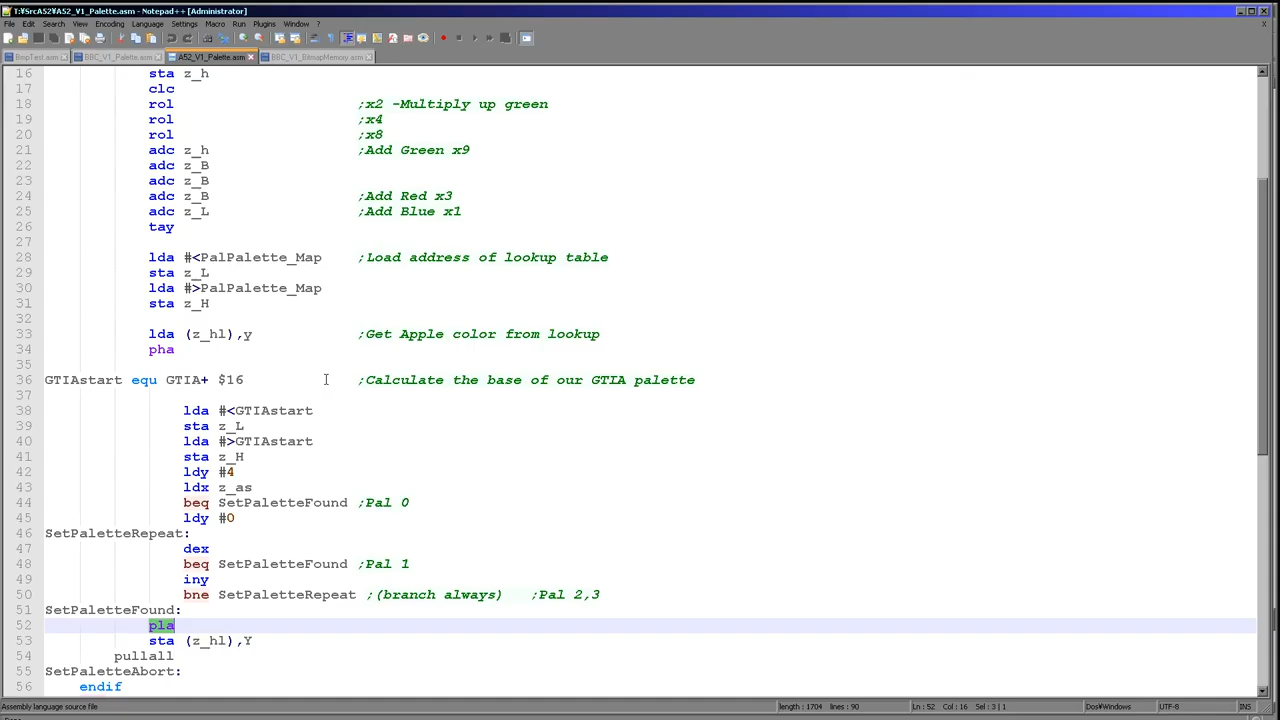 T:¥SrcA52¥A52_V1_Palette.asm - Notepad++ [Administrator]
File Edit Search View Encoding Language Settings Macro Run Plugins Window ?
BmpTest.asm BBC_V1_Palette.asm A52_V1_Palette.asm BBC_V1_BitmapMemory.asm
16 sta z_h
17 clc
18 rol ;x2 -Multiply up green
19 rol ;x4
20 rol ;x8
21 adc z_h ;Add Green x9
22 adc z_B
23 adc z_B
24 adc z_B ;Add Red x3
25 adc z_L ;Add Blue x1
26 tay
27
28 lda #<PalPalette_Map ;Load address of lookup table
29 sta z_L
30 lda #>PalPalette_Map
31 sta z_H
32
33 lda (z_hl),y ;Get Apple color from lookup
34 pha
35
36 GTIAstart equ GTIA+ $16 ;Calculate the base of our GTIA palette
37
38 lda #<GTIAstart
39 sta z_L
40 lda #>GTIAstart
41 sta z_H
42 ldy #4
43 ldx z_as
44 beq SetPaletteFound ;Pal 0
45 ldy #0
46 SetPaletteRepeat:
47 dex
48 beq SetPaletteFound ;Pal 1
49 iny
50 bne SetPaletteRepeat ;(branch always) ;Pal 2,3
51 SetPaletteFound:
52 pla
53 sta (z_hl),Y
54 pullall
55 SetPaletteAbort:
56 endif
Assembly language source file length : 1704 lines : 90 Ln : 52 Col : 16 Sel : 3 | 1 Dos¥Windows UTF-8 INS